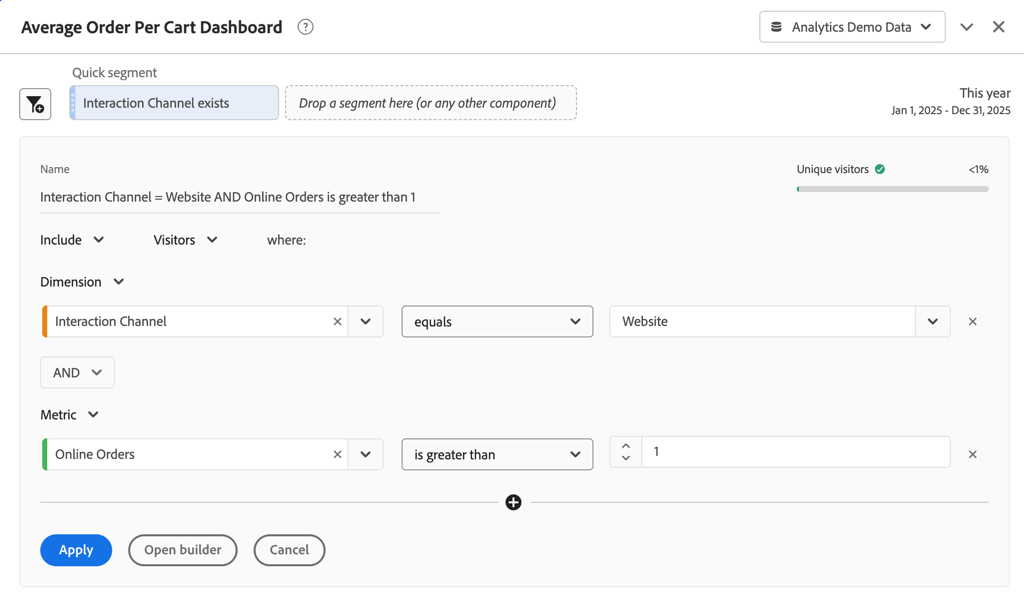 Average Order Per Cart Dashboard ?
Analytics Demo Data
Quick segment
Interaction Channel exists
Drop a segment here (or any other component)
This year
Jan 1, 2025 - Dec 31, 2025
Name
Unique visitors <1%
Interaction Channel = Website AND Online Orders is greater than 1
Include Visitors where:
Dimension
Interaction Channel equals Website
AND
Metric
Online Orders is greater than 1
Apply Open builder Cancel